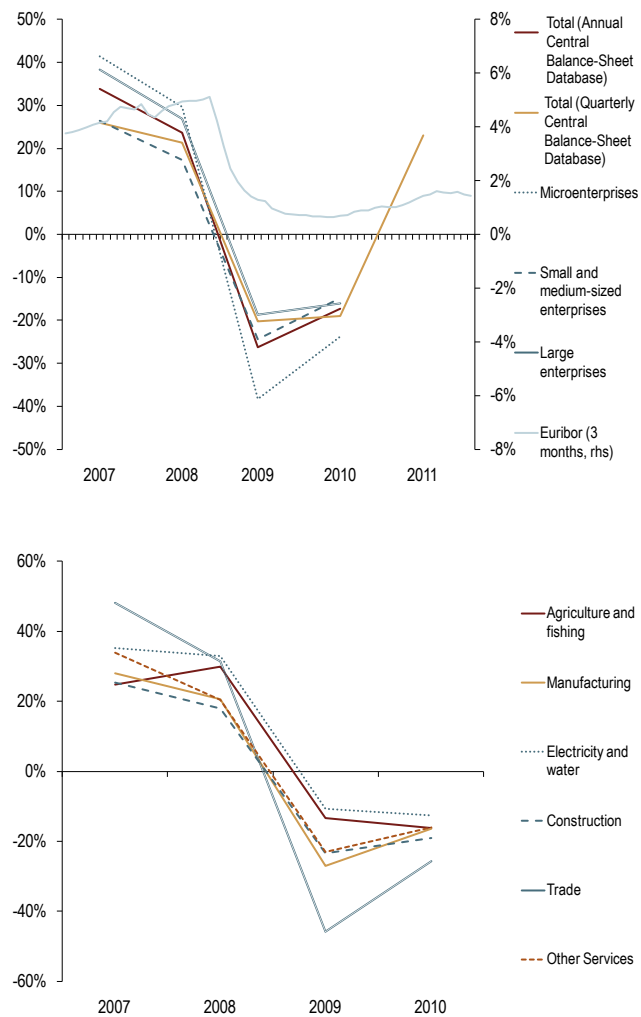 50%
40%
30%
20%
10%
0%
-10%
-20%
-30%
-40%
-50%
8%
6%
4%
2%
0%
-2%
-4%
-6%
-8%
2007 2008 2009 2010 2011
Total (Annual
Central
Balance-Sheet
Database)
Total (Quarterly
Central
Balance-Sheet
Database)
Microenterprises
Small and
medium-sized
enterprises
Large
enterprises
Euribor (3
months, rhs)
60%
40%
20%
0%
-20%
-40%
-60%
2007 2008 2009 2010
Agriculture and
fishing
Manufacturing
Electricity and
water
Construction
Trade
Other Services